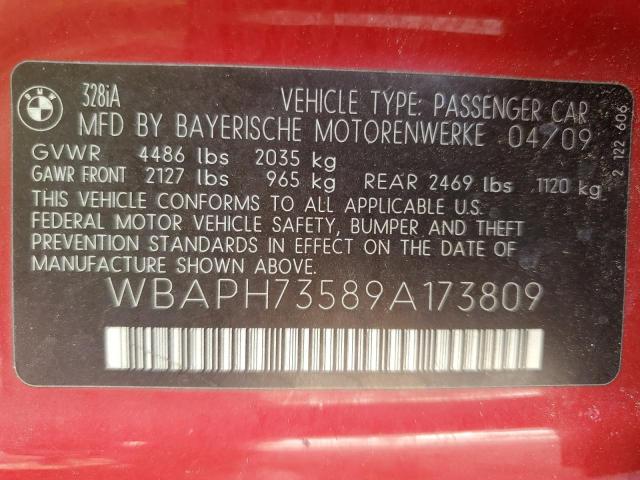 BMW
328iA VEHICLE TYPE: PASSENGER CAR
MFD BY BAYERISCHE MOTORENWERKE 04/09
GVWR 4486 lbs 2035 kg
GAWR FRONT 2127 lbs 965 kg REAR 2469 lbs 1120 kg
THIS VEHICLE CONFORMS TO ALL APPLICABLE U.S.
FEDERAL MOTOR VEHICLE SAFETY, BUMPER AND THEFT
PREVENTION STANDARDS IN EFFECT ON THE DATE OF
MANUFACTURE SHOWN ABOVE.
WBAPH73589A173809
2 122 606